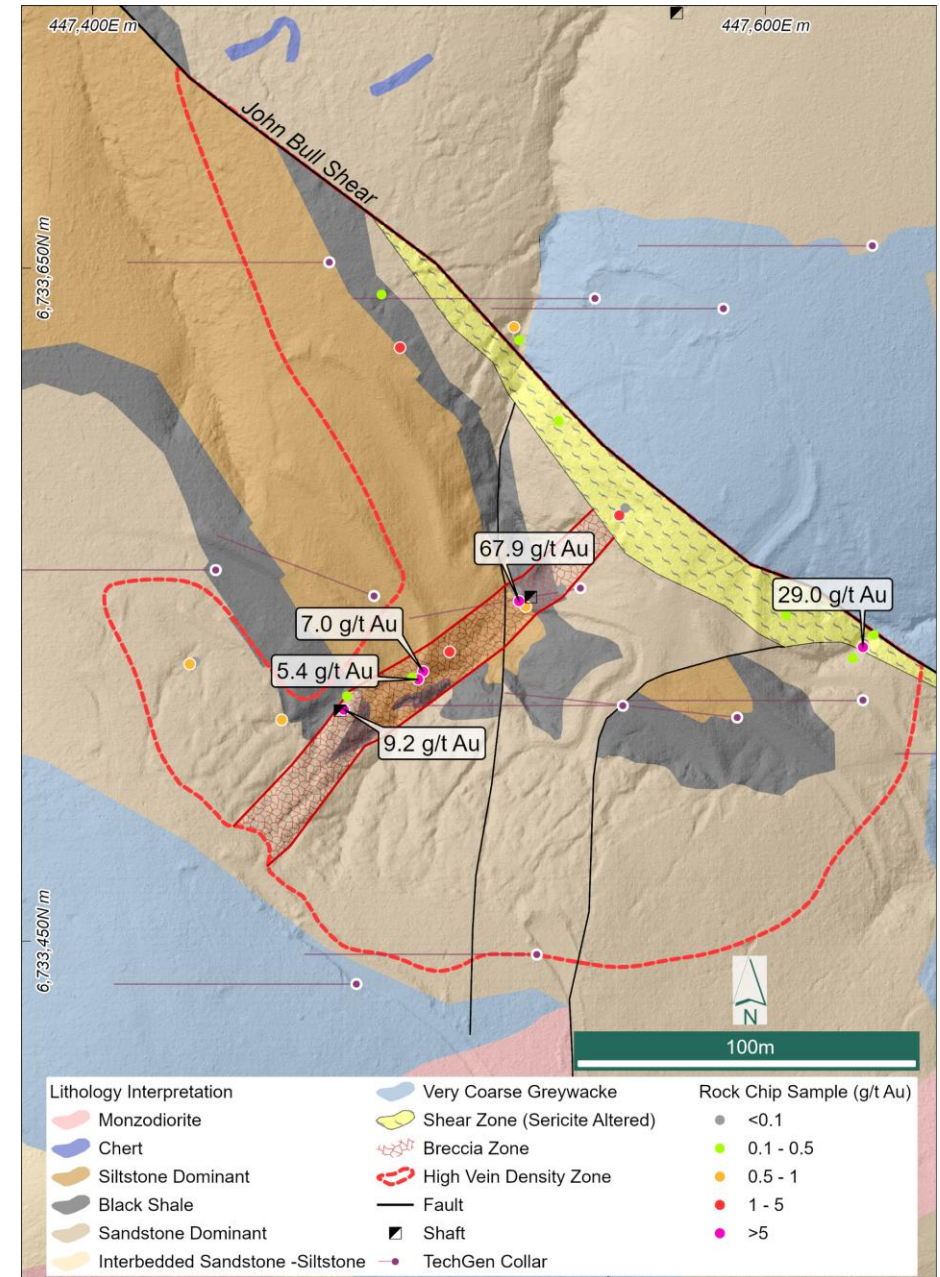 447,400E m
447,600E m
John Bull Shear
6,733,650N m
67.9 g/t Au
29.0 g/t Au
7.0 g/t Au
5.4 g/t Au
9.2 g/t Au
6,733,450N m
N
100m
Lithology Interpretation
Monzodiorite
Chert
Siltstone Dominant
Black Shale
Sandstone Dominant
Interbedded Sandstone -Siltstone
Very Coarse Greywacke
Shear Zone (Sericite Altered)
Breccia Zone
High Vein Density Zone
Fault
Shaft
TechGen Collar
Rock Chip Sample (g/t Au)
<0.1
0.1 - 0.5
0.5 - 1
1 - 5
>5